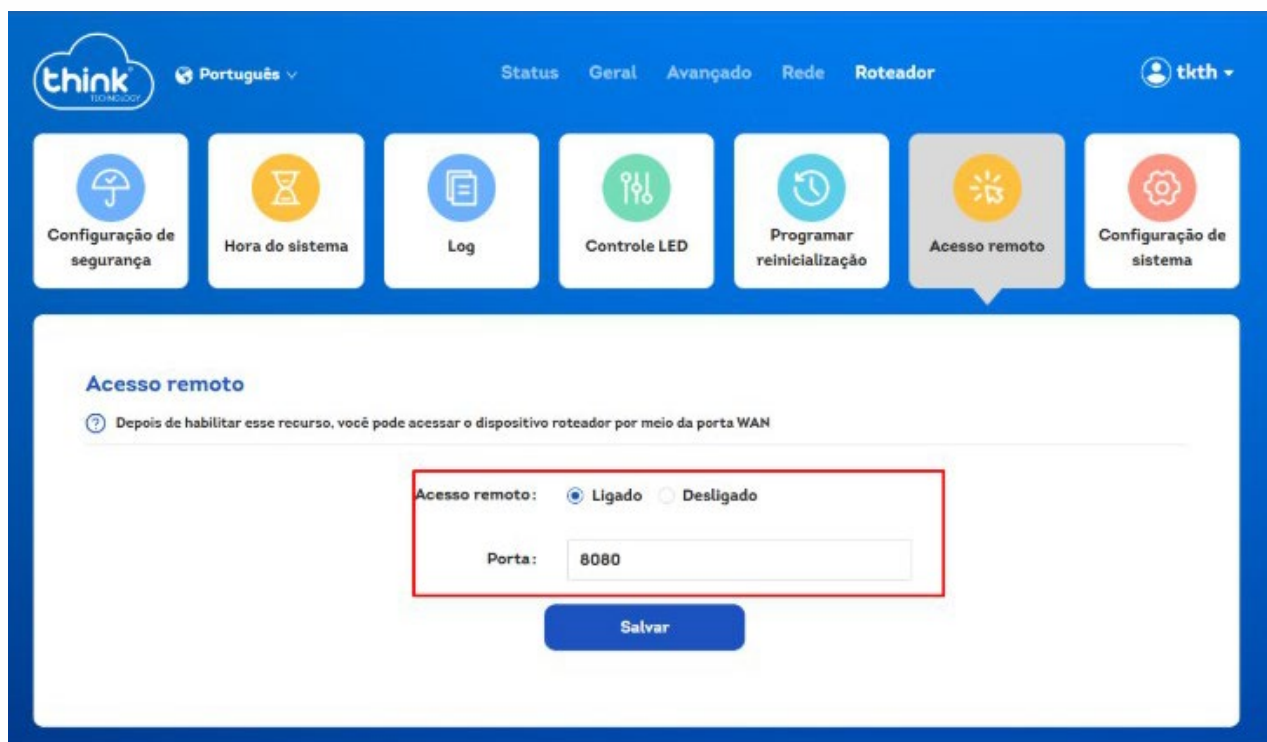 think
TECHNOLOGY
Português
Status Geral Avançado Rede Roteador
tkth
Configuração de
segurança
Hora do sistema
Log
Controle LED
Programar
reinicialização
Acesso remoto
Configuração de
sistema
Acesso remoto
Depois de habilitar esse recurso, você pode acessar o dispositivo roteador por meio da porta WAN
Acesso remoto: Ligado Desligado
Porta: 8080
Salvar